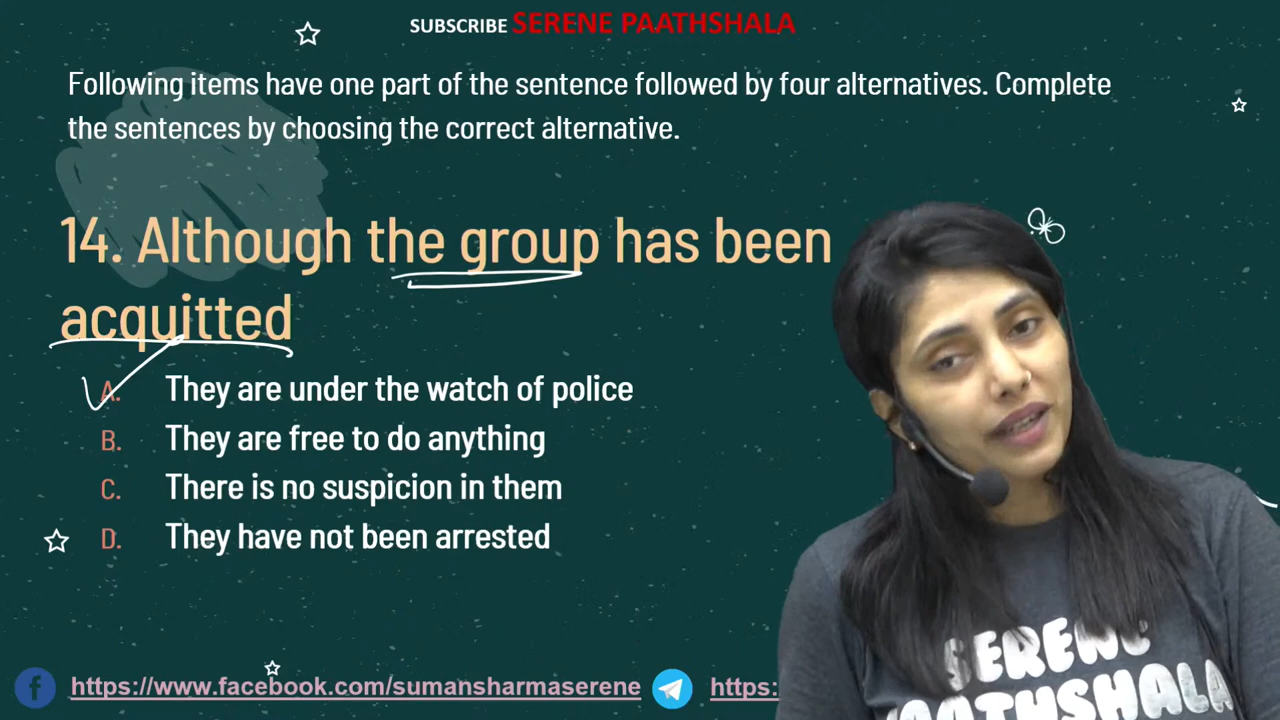 SUBSCRIBE SERENE PAATHSHALA
Following items have one part of the sentence followed by four alternatives. Complete
the sentences by choosing the correct alternative.
14. Although the group has been
acquitted
A. They are under the watch of police
B. They are free to do anything
C. There is no suspicion in them
D. They have not been arrested
SERENE
PAATHSHALA
f https://www.facebook.com/sumansharmaserene https: